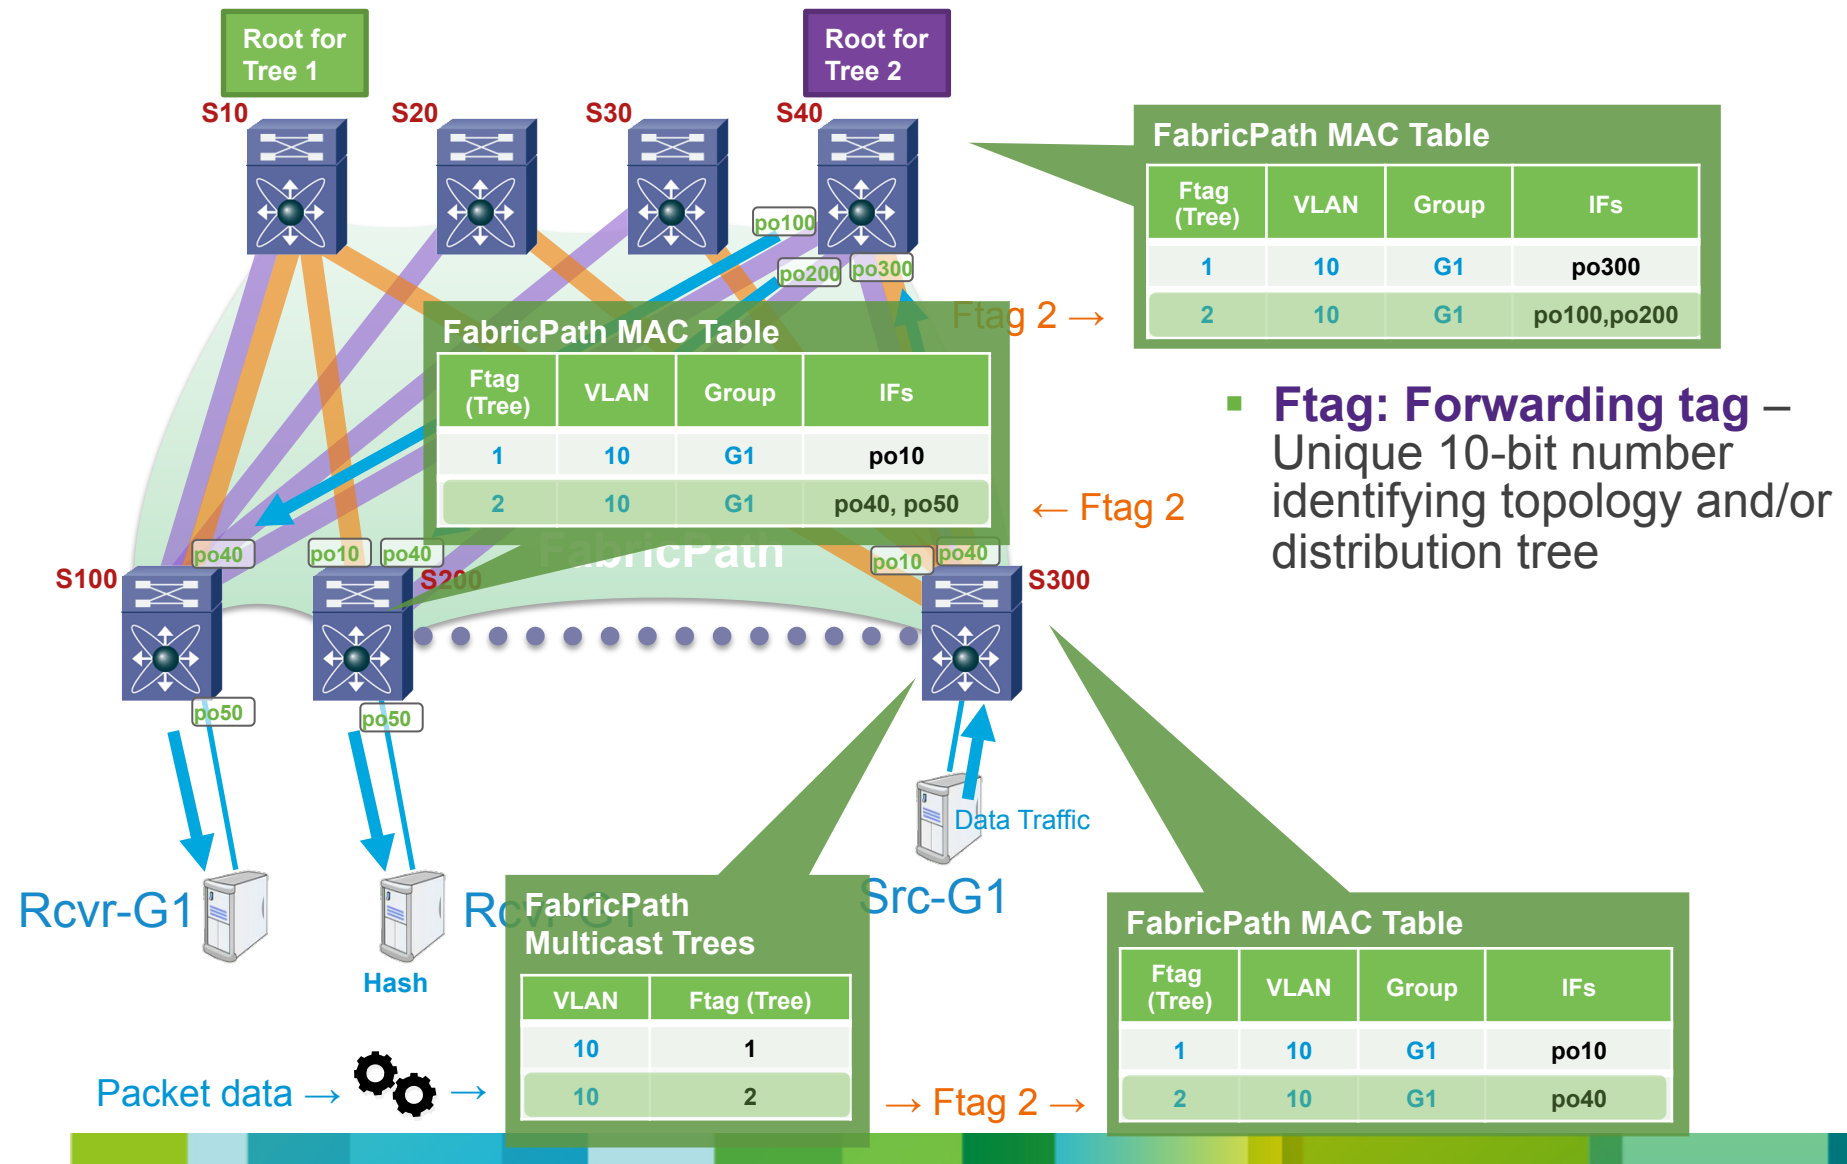 Root for
Tree 1
Root for
Tree 2
S10
S20
S30
S40
po100
po200
po300
FabricPath MAC Table
Ftag (Tree) VLAN Group IFs
1 10 G1 po300
2 10 G1 po100,po200
Ftag 2 →
FabricPath MAC Table
Ftag (Tree) VLAN Group IFs
1 10 G1 po10
2 10 G1 po40, po50
← Ftag 2
Ftag: Forwarding tag –
Unique 10-bit number
identifying topology and/or
distribution tree
FabricPath
po40
po10
po40
po10
po40
S100
S200
S300
po50
po50
Data Traffic
Rcvr-G1
Rcvr-G1
Src-G1
Hash
Packet data → →
FabricPath
Multicast Trees
VLAN Ftag (Tree)
10 1
10 2
→ Ftag 2 →
FabricPath MAC Table
Ftag (Tree) VLAN Group IFs
1 10 G1 po10
2 10 G1 po40